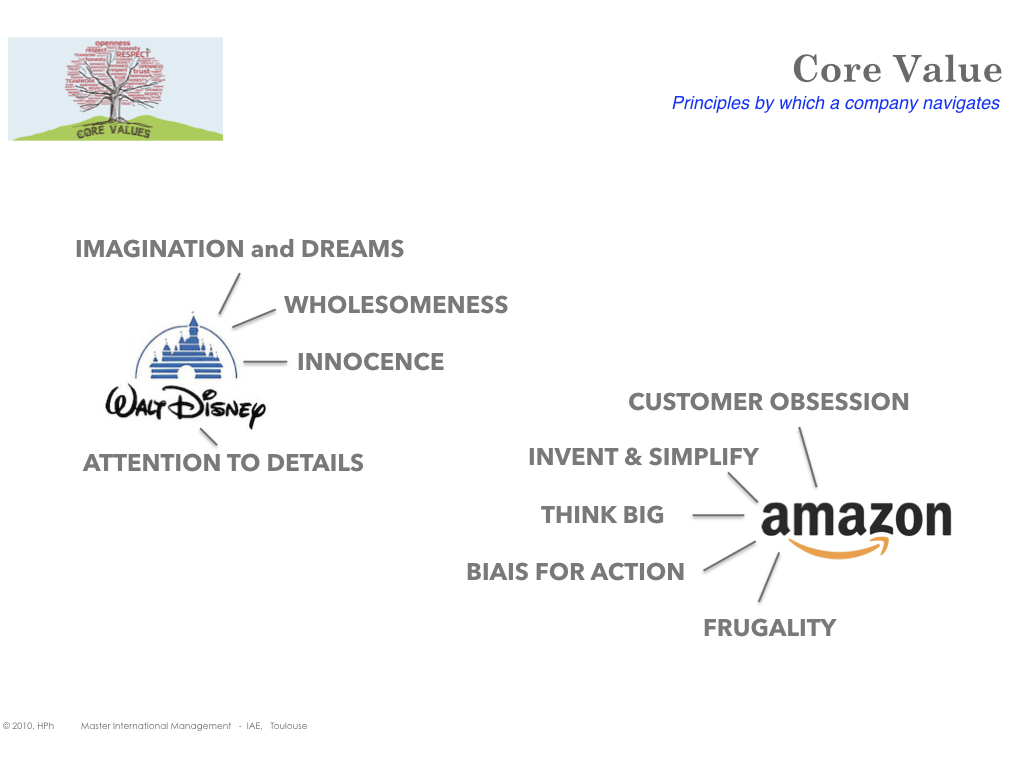 openness
respect honesty
TEAMWORK RESPECT
trust
TEAMWORK
CORE VALUES
Core Value
Principles by which a company navigates
IMAGINATION and DREAMS
WHOLESOMENESS
INNOCENCE
WALT DISNEY
ATTENTION TO DETAILS
CUSTOMER OBSESSION
INVENT & SIMPLIFY
THINK BIG
amazon
BIAIS FOR ACTION
FRUGALITY
© 2010, HPh Master International Management - IAE, Toulouse